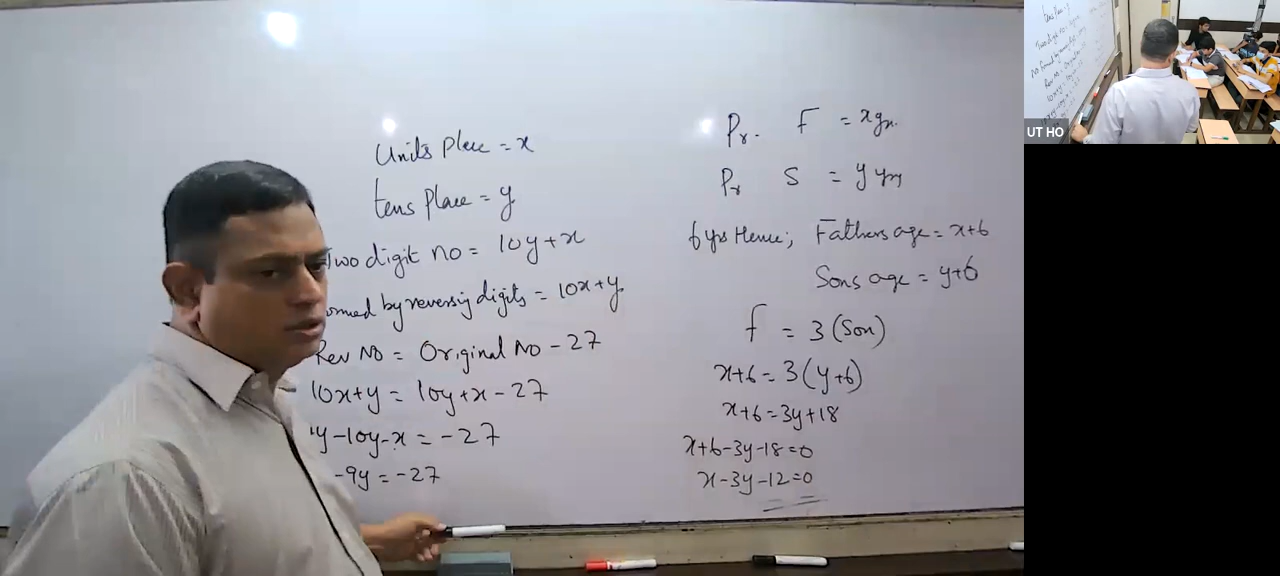 Units Place = x
tens Place = y
Two digit no = 10y+x
ormed by reversig digits = 10x+y
Rev No = Original No - 27
10x+y = 10y+x-27
y-10y-x = -27
-9y = -27
Pr. F = x yrs.
Pr S = y yrs
6 yrs Hence; Fathers age = x+6
Sons age = y+6
F = 3 (Son)
x+6 = 3(y+6)
x+6 = 3y+18
x+6-3y-18=0
x-3y-12=0
UT HO